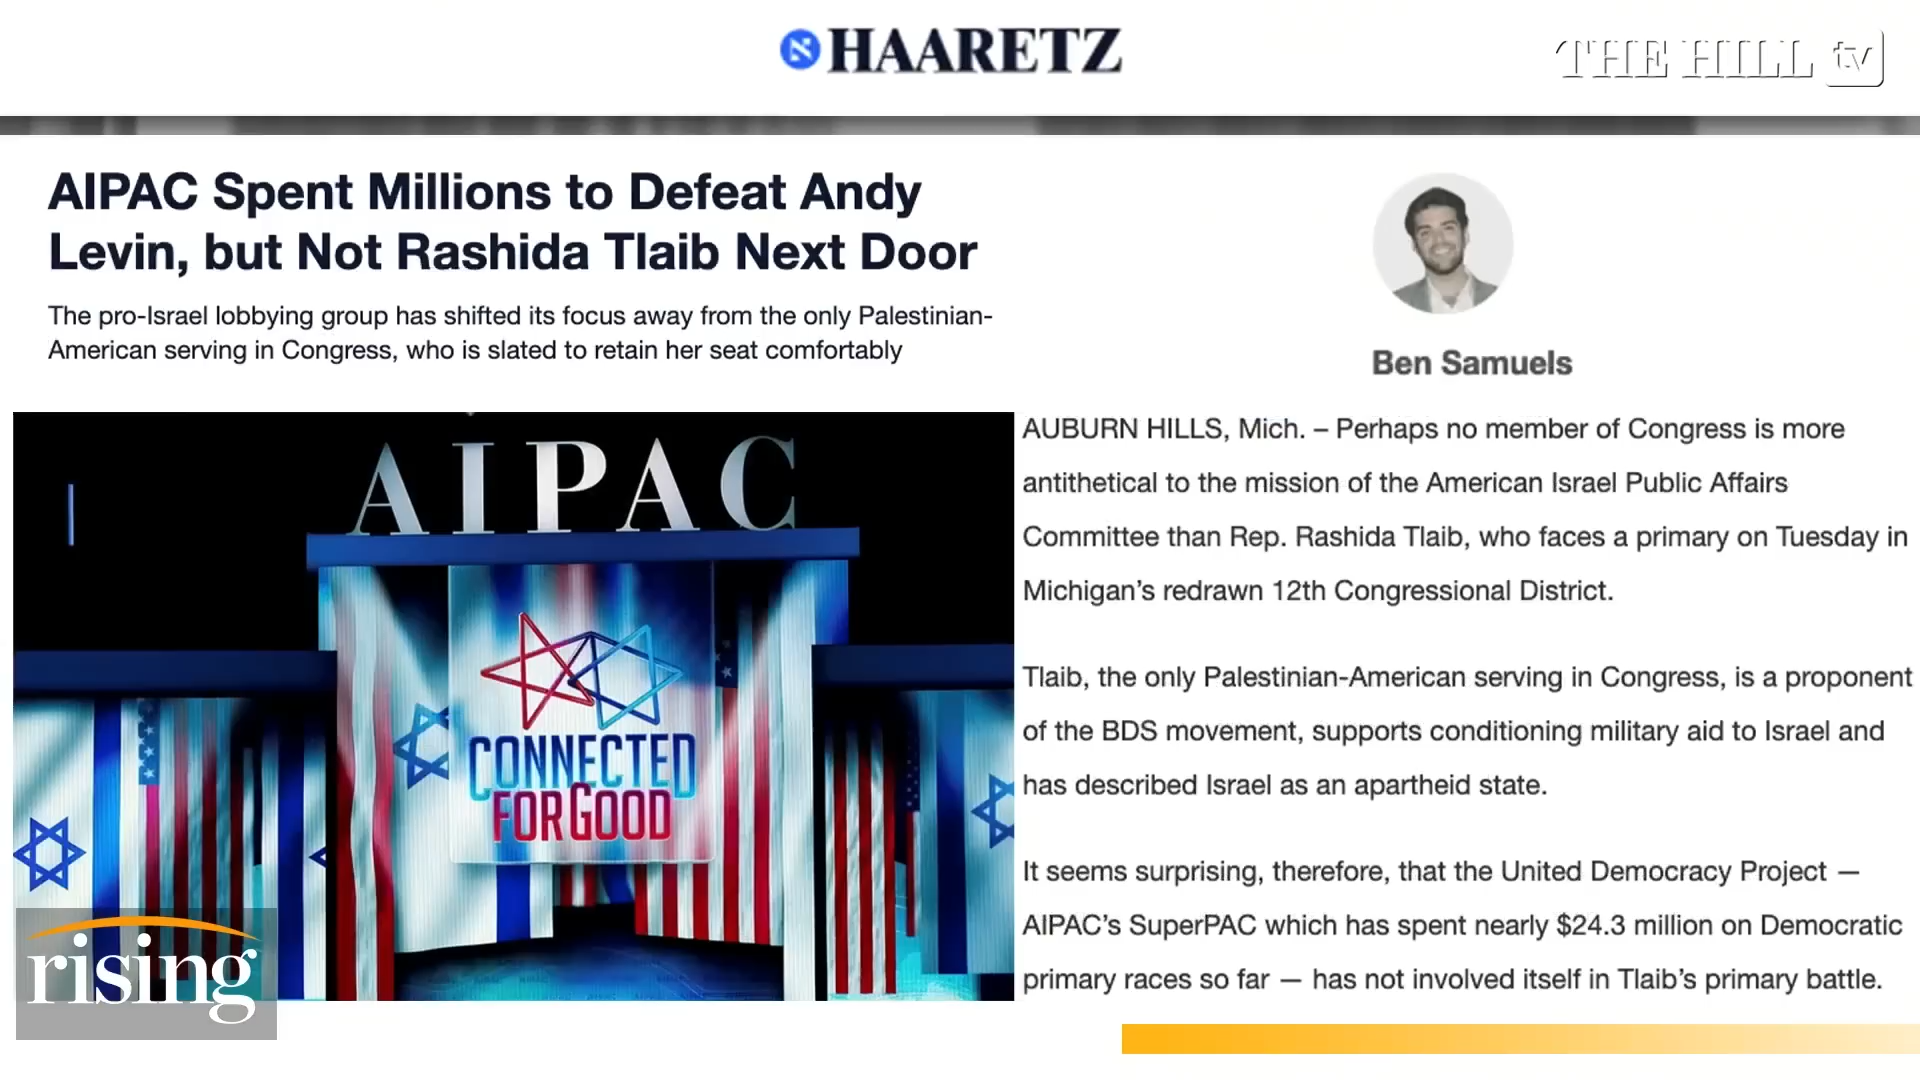 HAARETZ
THE HILL tv
AIPAC Spent Millions to Defeat Andy
Levin, but Not Rashida Tlaib Next Door
The pro-Israel lobbying group has shifted its focus away from the only Palestinian-
American serving in Congress, who is slated to retain her seat comfortably
Ben Samuels
AIPAC
CONNECTED
FOR GOOD
rising
AUBURN HILLS, Mich. – Perhaps no member of Congress is more
antithetical to the mission of the American Israel Public Affairs
Committee than Rep. Rashida Tlaib, who faces a primary on Tuesday in
Michigan’s redrawn 12th Congressional District.
Tlaib, the only Palestinian-American serving in Congress, is a proponent
of the BDS movement, supports conditioning military aid to Israel and
has described Israel as an apartheid state.
It seems surprising, therefore, that the United Democracy Project —
AIPAC’s SuperPAC which has spent nearly $24.3 million on Democratic
primary races so far — has not involved itself in Tlaib’s primary battle.